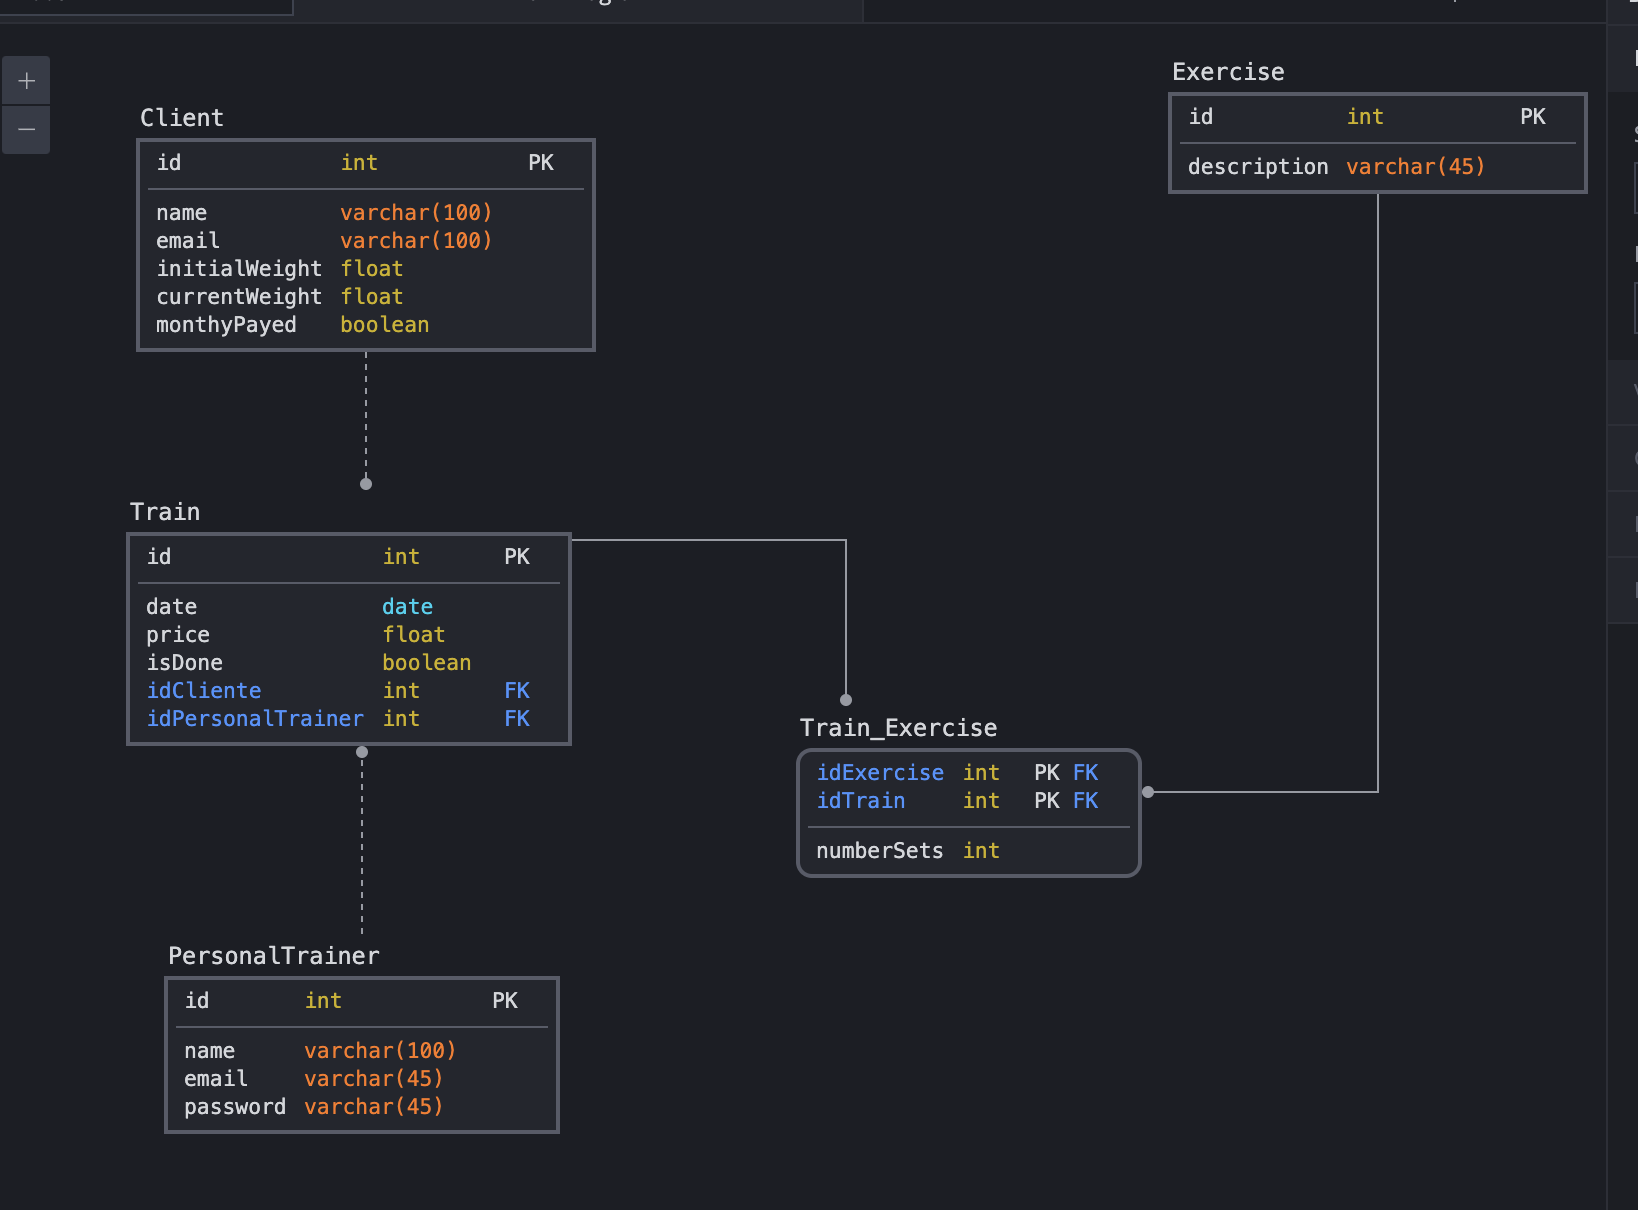 Client
id int PK
name varchar(100)
email varchar(100)
initialWeight float
currentWeight float
monthyPayed boolean
Exercise
id int PK
description varchar(45)
Train
id int PK
date date
price float
isDone boolean
idCliente int FK
idPersonalTrainer int FK
Train_Exercise
idExercise int PK FK
idTrain int PK FK
numberSets int
PersonalTrainer
id int PK
name varchar(100)
email varchar(45)
password varchar(45)